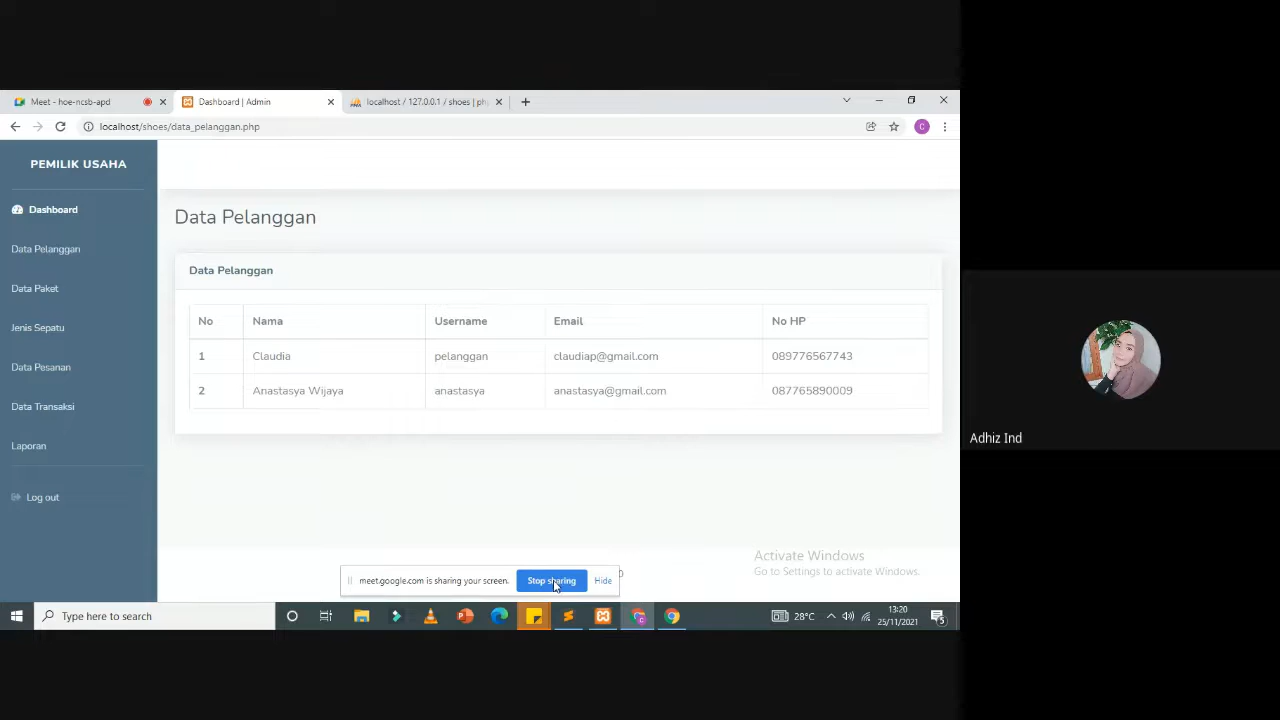 Meet - hoe-ncsb-apd
Dashboard | Admin
localhost / 127.0.0.1 / shoes | ph
localhost/shoes/data_pelanggan.php
C
PEMILIK USAHA
Dashboard
Data Pelanggan
Data Paket
Jenis Sepatu
Data Pesanan
Data Transaksi
Laporan
Log out
Data Pelanggan
Data Pelanggan
No Nama Username Email No HP
1 Claudia pelanggan claudiap@gmail.com 089776567743
2 Anastasya Wijaya anastasya anastasya@gmail.com 087765890009
Adhiz Ind
Activate Windows
Go to Settings to activate Windows.
meet.google.com is sharing your screen. Stop sharing Hide
Type here to search
28°C
13:20
25/11/2021
5